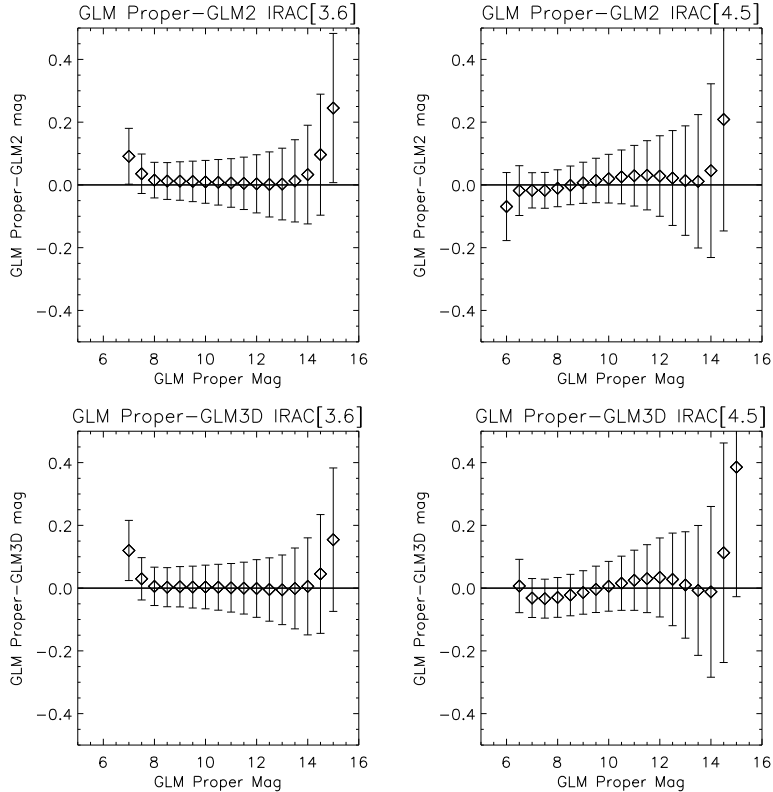 GLM Proper−GLM2 IRAC[3.6]
GLM Proper−GLM2 mag
0.4
0.2
0.0
−0.2
−0.4
6 8 10 12 14 16
GLM Proper Mag
GLM Proper−GLM2 IRAC[4.5]
GLM Proper−GLM2 mag
0.4
0.2
0.0
−0.2
−0.4
6 8 10 12 14 16
GLM Proper Mag
GLM Proper−GLM3D IRAC[3.6]
GLM Proper−GLM3D mag
0.4
0.2
0.0
−0.2
−0.4
6 8 10 12 14 16
GLM Proper Mag
GLM Proper−GLM3D IRAC[4.5]
GLM Proper−GLM3D mag
0.4
0.2
0.0
−0.2
−0.4
6 8 10 12 14 16
GLM Proper Mag